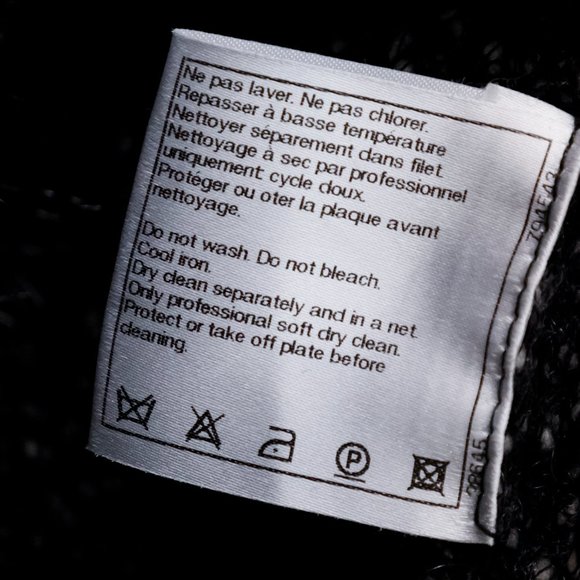 Ne pas laver. Ne pas chlorer.
Repasser à basse température
Nettoyer séparement dans filet.
Nettoyage à sec par professionnel
uniquement: cycle doux.
Protéger ou oter la plaque avant
nettoyage.
Do not wash. Do not bleach.
Cool iron.
Dry clean separately and in a net.
Only professional soft dry clean.
Protect or take off plate before
cleaning.
P